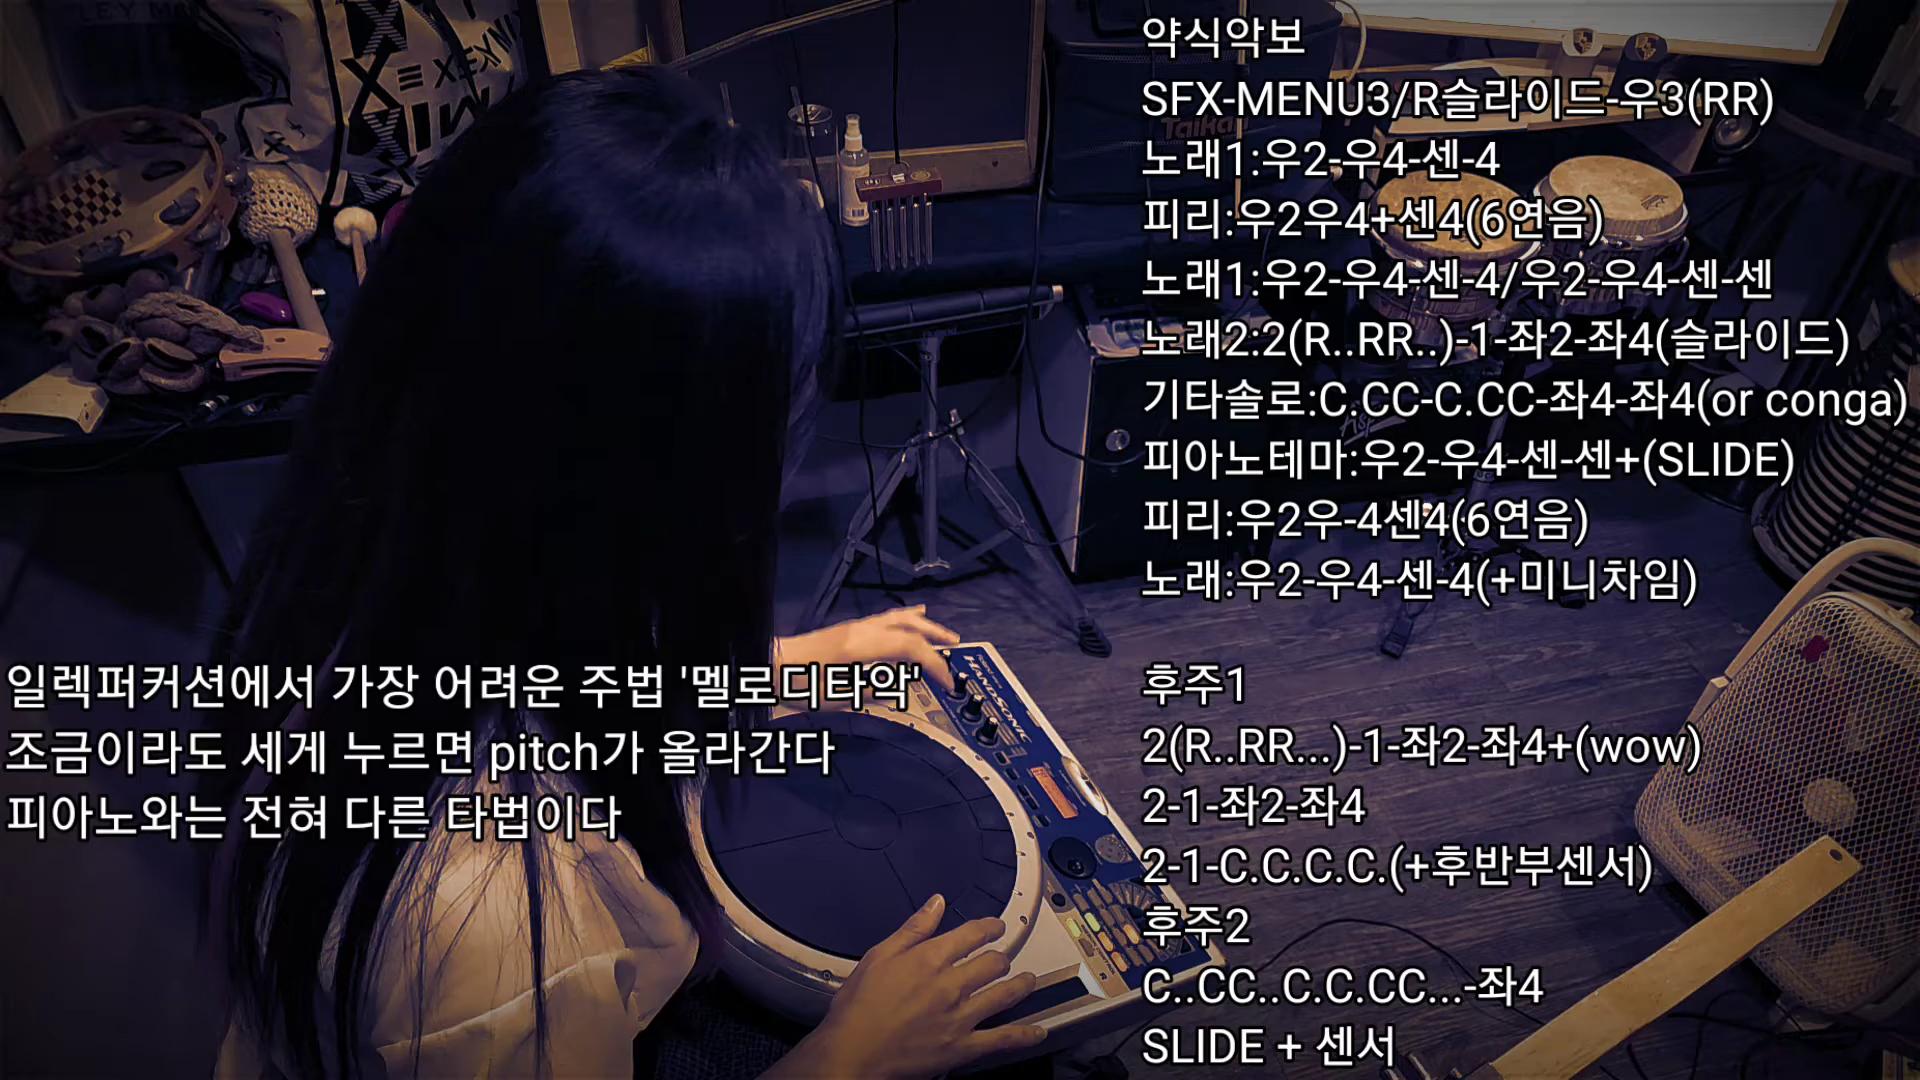 약식악보
SFX-MENU3/R슬라이드-우3(RR)
노래1:우2-우4-센-4
피리:우2우4+센4(6연음)
노래1:우2-우4-센-4/우2-우4-센-센
노래2:2(R..RR..)-1-좌2-좌4(슬라이드)
기타솔로:C.CC-C.CC-좌4-좌4(or conga)
피아노테마:우2-우4-센-센+(SLIDE)
피리:우2우-4센4(6연음)
노래:우2-우4-센-4(+미니차임)
일렉퍼커션에서 가장 어려운 주법 '멜로디타악'
조금이라도 세게 누르면 pitch가 올라간다
피아노와는 전혀 다른 타법이다
후주1
2(R..RR...)-1-좌2-좌4+(wow)
2-1-좌2-좌4
2-1-C.C.C.C.(+후반부센서)
후주2
C..CC..C.C.CC...-좌4
SLIDE + 센서
HANDSONIC